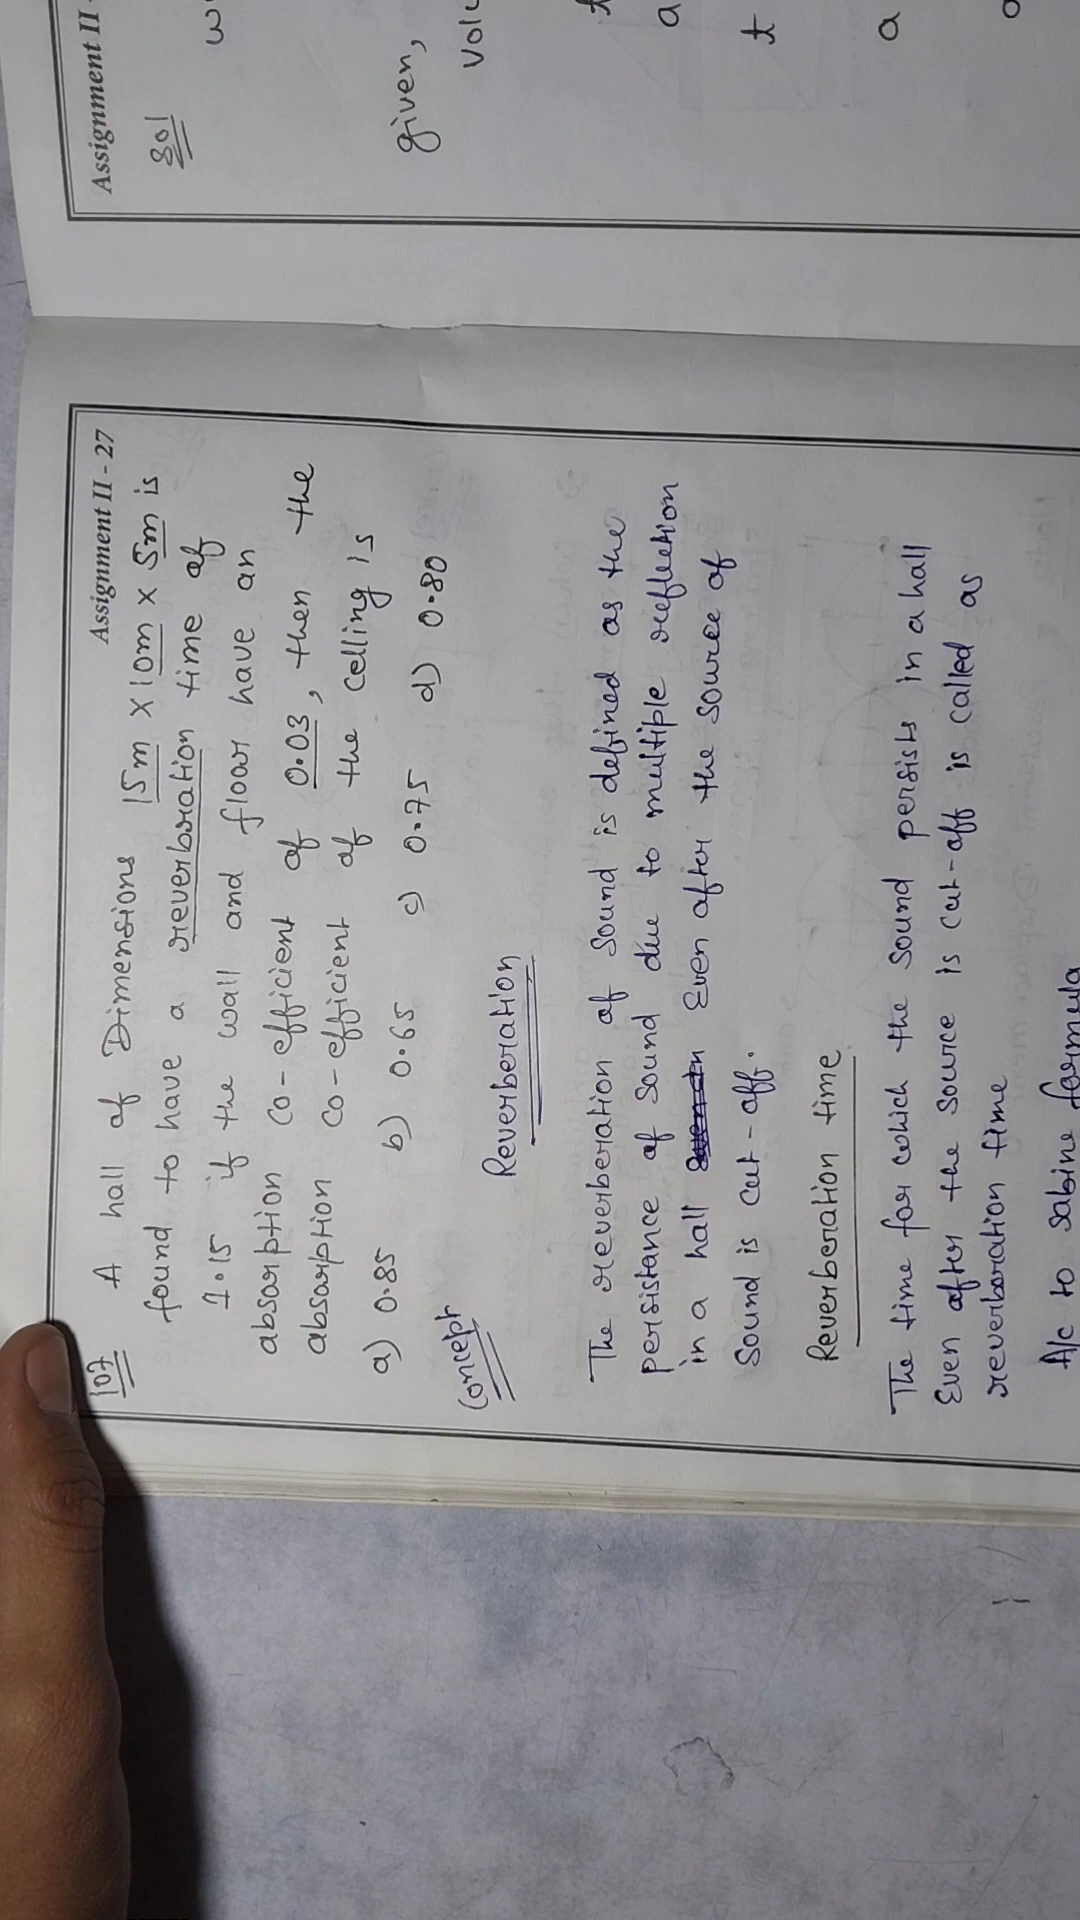 Assignment II - 27
107 A hall of Dimensions 15m x 10m x 5m is
found to have a reverboration time of
1.15 if the wall and floor have an
absorption co-efficient of 0.03, then the
absorption co-efficient of the celling is
a) 0.85 b) 0.65 c) 0.75 d) 0.80
Concept
Reverberation
The reverberation of sound is defined as the
persistance of sound due to multiple reflection
in a hall Even after the source of
Sound is cut-off.
Reverberation time
The time for which the sound persists in a hall
Even after the source is cut-off is called as
reverboration time
A/c to sabine formula
Assignment II -
sol
w
given,
volu
t
a
t
a